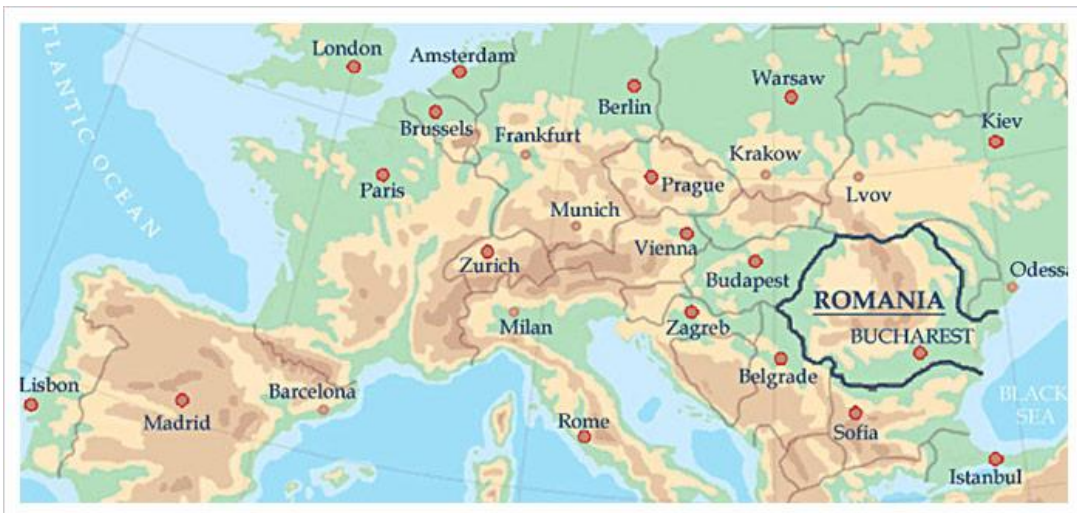 ATLANTIC OCEAN
London
Amsterdam
Berlin
Warsaw
Kiev
Brussels
Frankfurt
Krakow
Paris
Prague
Lvov
Munich
Vienna
Zurich
Budapest
Odessa
ROMANIA
Milan
Zagreb
BUCHAREST
Belgrade
Lisbon
Barcelona
Madrid
BLACK
SEA
Rome
Sofia
Istanbul